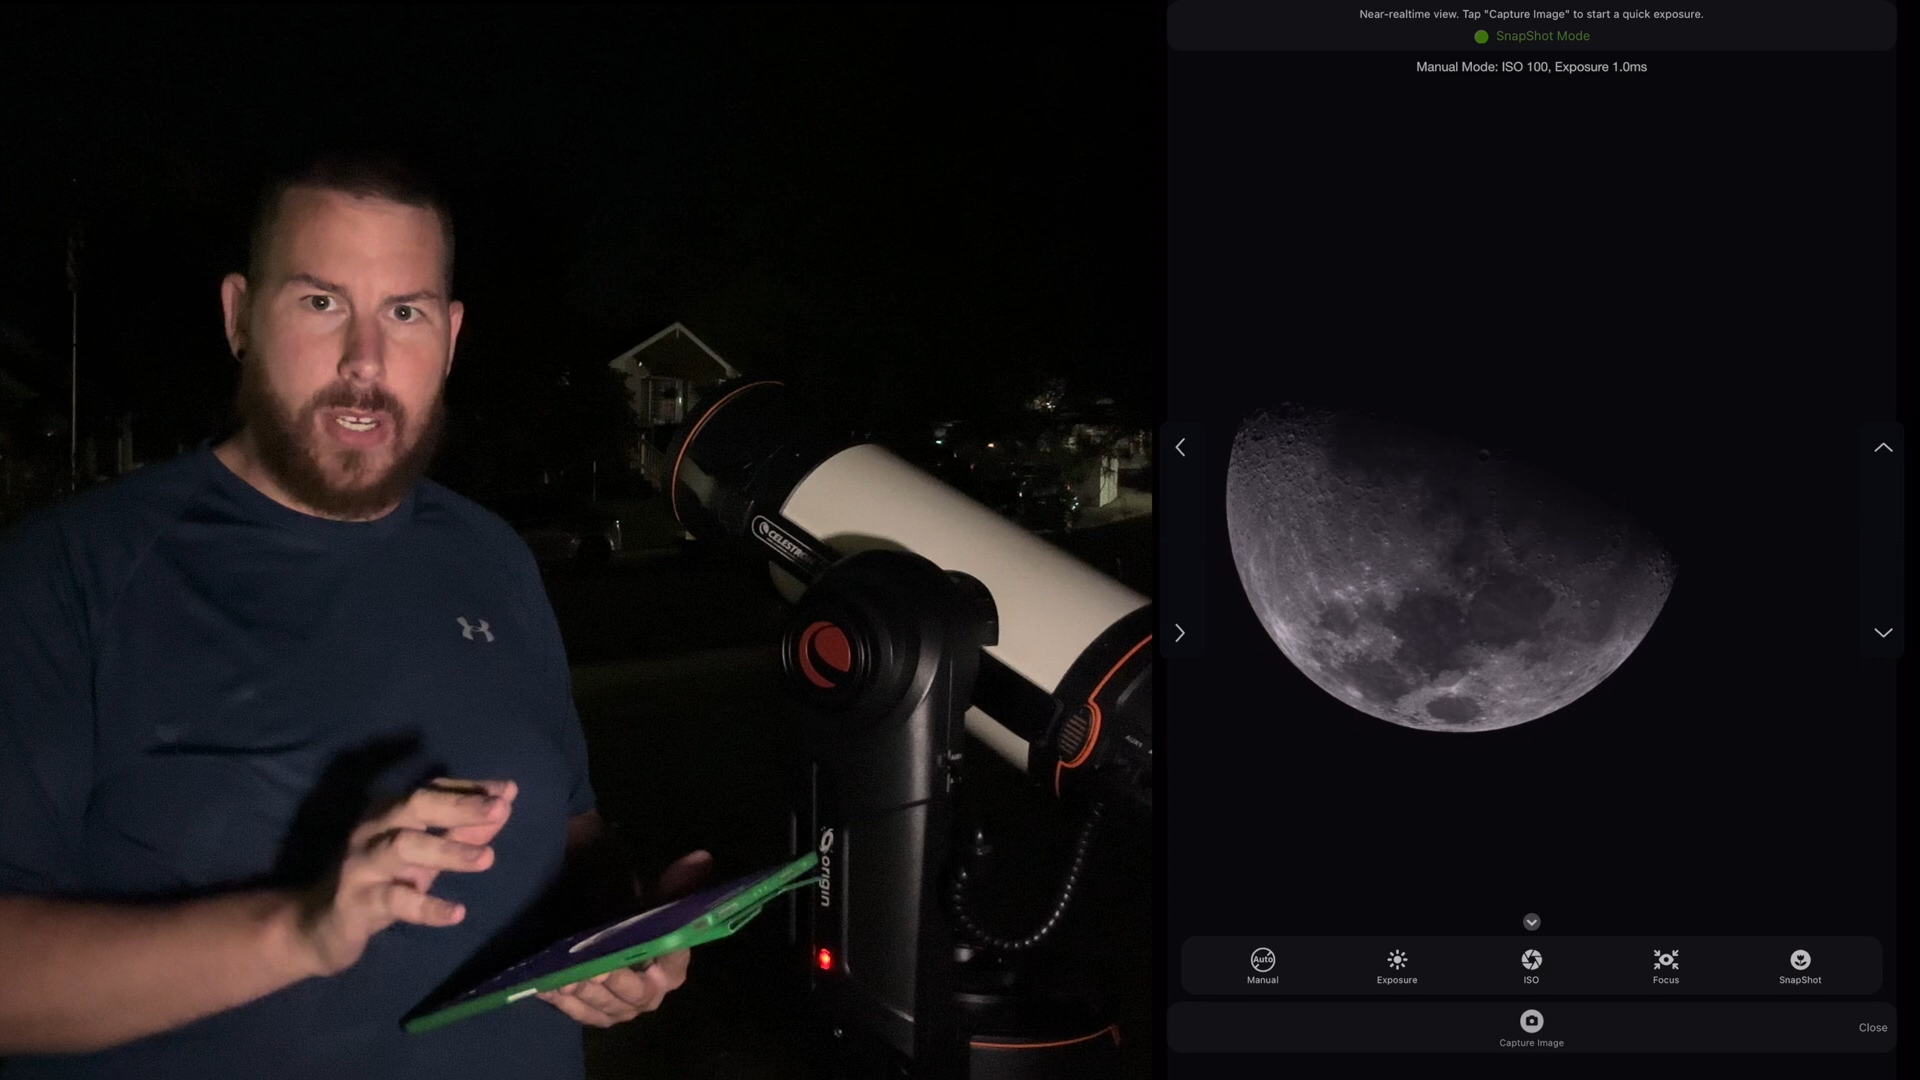 Near-realtime view. Tap "Capture Image" to start a quick exposure.
SnapShot Mode
Manual Mode: ISO 100, Exposure 1.0ms
CELESTRON
origin
Auto
Manual
Exposure
ISO
Focus
SnapShot
Capture Image
Close